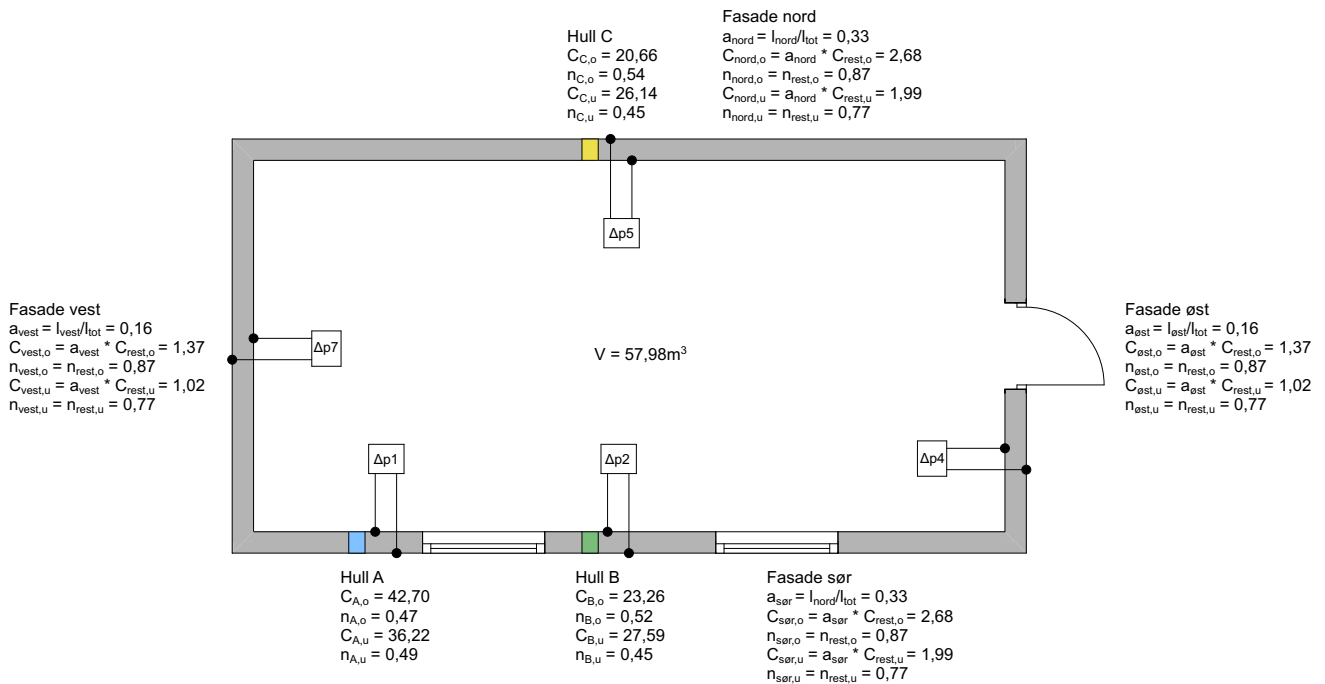 Fasade nord
a_nord = l_nord/l_tot = 0,33
C_nord,o = a_nord * C_rest,o = 2,68
n_nord,o = n_rest,o = 0,87
C_nord,u = a_nord * C_rest,u = 1,99
n_nord,u = n_rest,u = 0,77
Hull C
C_C,o = 20,66
n_C,o = 0,54
C_C,u = 26,14
n_C,u = 0,45
Δp5
Fasade vest
a_vest = l_vest/l_tot = 0,16
C_vest,o = a_vest * C_rest,o = 1,37
n_vest,o = n_rest,o = 0,87
C_vest,u = a_vest * C_rest,u = 1,02
n_vest,u = n_rest,u = 0,77
Δp7
V = 57,98m³
Fasade øst
a_øst = l_øst/l_tot = 0,16
C_øst,o = a_øst * C_rest,o = 1,37
n_øst,o = n_rest,o = 0,87
C_øst,u = a_øst * C_rest,u = 1,02
n_øst,u = n_rest,u = 0,77
Δp1
Δp2
Δp4
Hull A
C_A,o = 42,70
n_A,o = 0,47
C_A,u = 36,22
n_A,u = 0,49
Hull B
C_B,o = 23,26
n_B,o = 0,52
C_B,u = 27,59
n_B,u = 0,45
Fasade sør
a_sør = l_nord/l_tot = 0,33
C_sør,o = a_sør * C_rest,o = 2,68
n_sør,o = n_rest,o = 0,87
C_sør,u = a_sør * C_rest,u = 1,99
n_sør,u = n_rest,u = 0,77